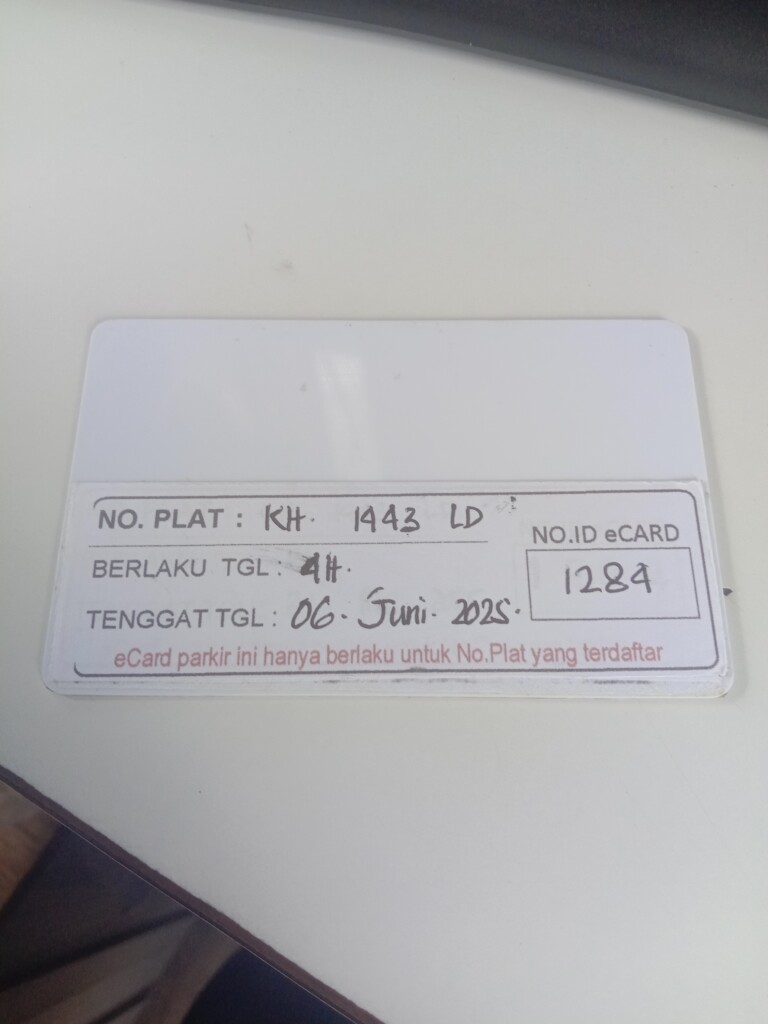 NO. PLAT : KH. 1443 LD
NO.ID eCARD
BERLAKU TGL : 4H.
1284
TENGGAT TGL : 06. Juni. 2025.
eCard parkir ini hanya berlaku untuk No.Plat yang terdaftar